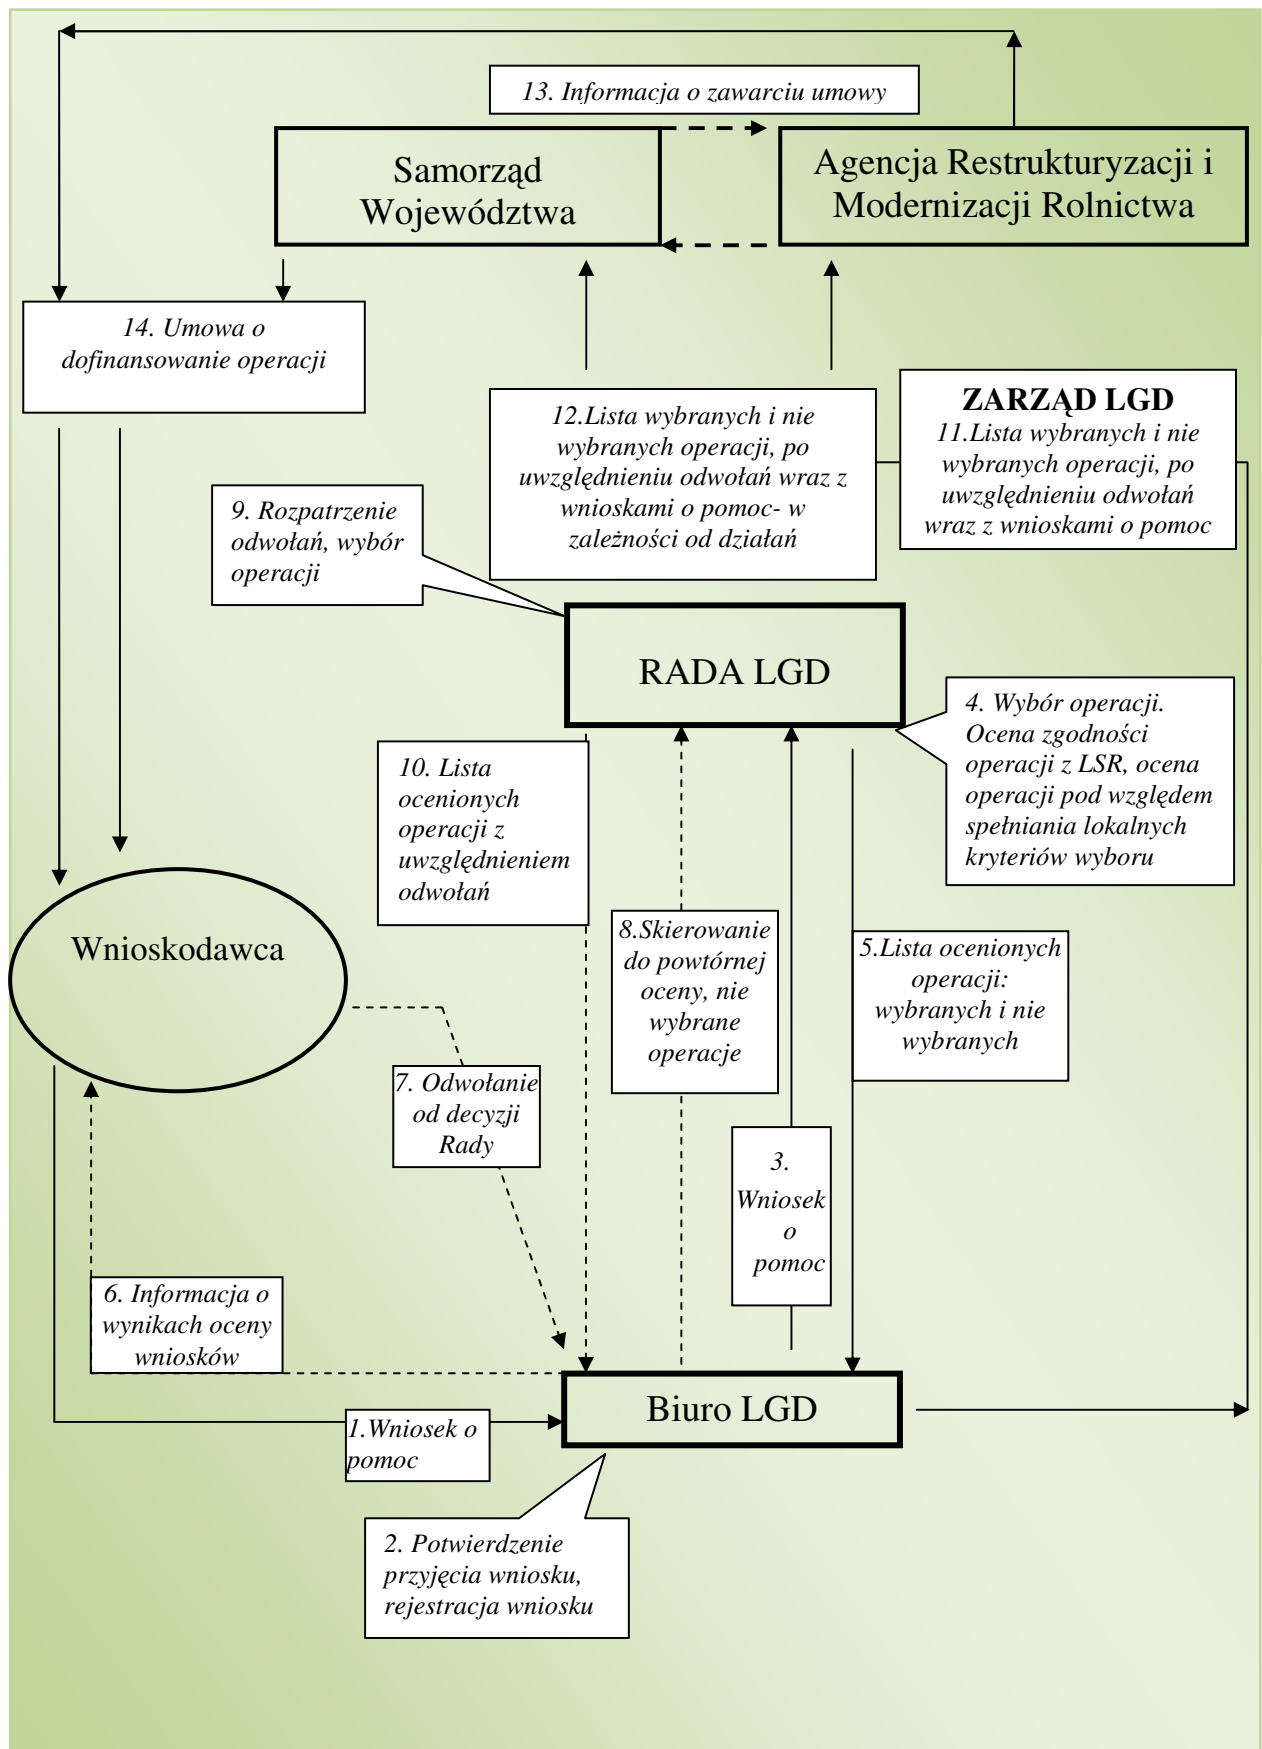 13. Informacja o zawarciu umowy
Samorząd
Województwa
Agencja Restrukturyzacji i
Modernizacji Rolnictwa
14. Umowa o
dofinansowanie operacji
12.Lista wybranych i nie
wybranych operacji, po
uwzględnieniu odwołań wraz z
wnioskami o pomoc- w
zależności od działań
ZARZĄD LGD
11.Lista wybranych i nie
wybranych operacji, po
uwzględnieniu odwołań
wraz z wnioskami o pomoc
9. Rozpatrzenie
odwołań, wybór
operacji
RADA LGD
4. Wybór operacji.
Ocena zgodności
operacji z LSR, ocena
operacji pod względem
spełniania lokalnych
kryteriów wyboru
10. Lista
ocenionych
operacji z
uwzględnieniem
odwołań
Wnioskodawca
8.Skierowanie
do powtórnej
oceny, nie
wybrane
operacje
5.Lista ocenionych
operacji:
wybranych i nie
wybranych
7. Odwołanie
od decyzji
Rady
3.
Wniosek
o
pomoc
6. Informacja o
wynikach oceny
wniosków
Biuro LGD
1.Wniosek o
pomoc
2. Potwierdzenie
przyjęcia wniosku,
rejestracja wniosku